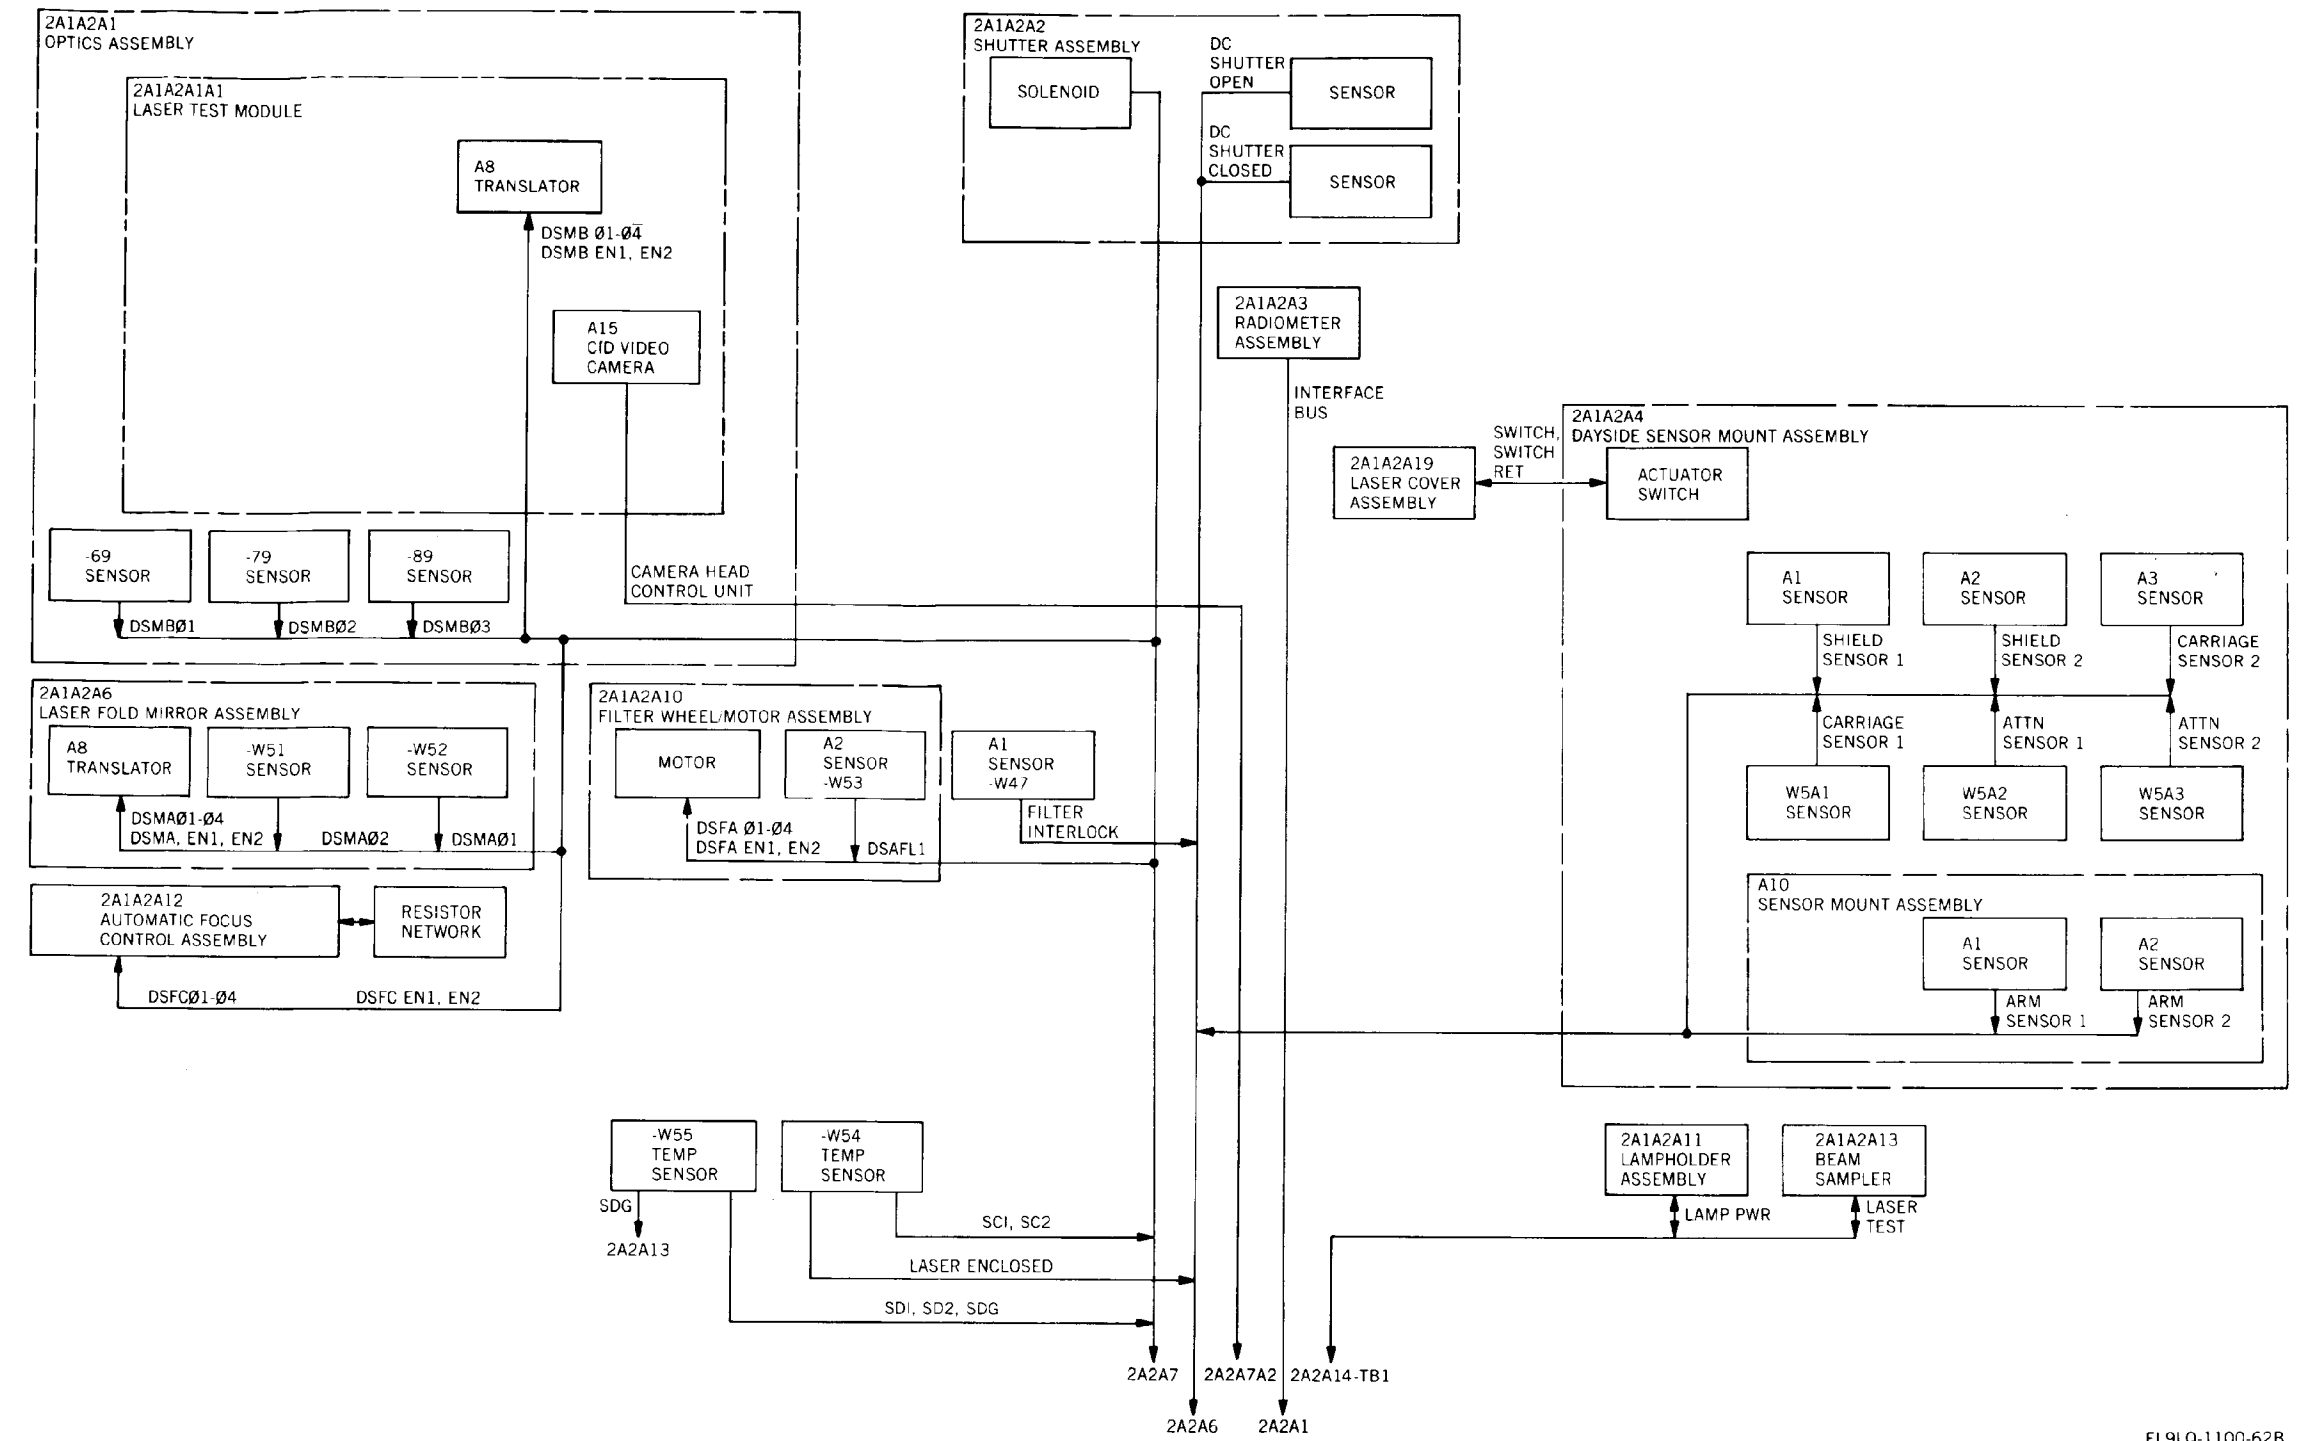 2A1A2A1
OPTICS ASSEMBLY
2A1A2A1A1
LASER TEST MODULE
A8
TRANSLATOR
DSMB Ø1-Ø4
DSMB EN1, EN2
A15
CID VIDEO
CAMERA
-69
SENSOR
-79
SENSOR
-89
SENSOR
DSMBØ1
DSMBØ2
DSMBØ3
CAMERA HEAD
CONTROL UNIT
2A1A2A2
SHUTTER ASSEMBLY
SOLENOID
DC
SHUTTER
OPEN
SENSOR
DC
SHUTTER
CLOSED
SENSOR
2A1A2A3
RADIOMETER
ASSEMBLY
INTERFACE
BUS
2A1A2A19
LASER COVER
ASSEMBLY
SWITCH,
SWITCH
RET
2A1A2A4
DAYSIDE SENSOR MOUNT ASSEMBLY
ACTUATOR
SWITCH
A1
SENSOR
A2
SENSOR
A3
SENSOR
SHIELD
SENSOR 1
SHIELD
SENSOR 2
CARRIAGE
SENSOR 2
CARRIAGE
SENSOR 1
ATTN
SENSOR 1
ATTN
SENSOR 2
W5A1
SENSOR
W5A2
SENSOR
W5A3
SENSOR
A10
SENSOR MOUNT ASSEMBLY
A1
SENSOR
A2
SENSOR
ARM
SENSOR 1
ARM
SENSOR 2
2A1A2A6
LASER FOLD MIRROR ASSEMBLY
A8
TRANSLATOR
-W51
SENSOR
-W52
SENSOR
DSMAØ1-Ø4
DSMA, EN1, EN2
DSMAØ2
DSMAØ1
2A1A2A10
FILTER WHEEL/MOTOR ASSEMBLY
MOTOR
A2
SENSOR
-W53
A1
SENSOR
-W47
DSFA Ø1-Ø4
DSFA EN1, EN2
DSAFL1
FILTER
INTERLOCK
2A1A2A12
AUTOMATIC FOCUS
CONTROL ASSEMBLY
RESISTOR
NETWORK
DSFCØ1-Ø4
DSFC EN1, EN2
-W55
TEMP
SENSOR
-W54
TEMP
SENSOR
SDG
2A2A13
SC1, SC2
LASER ENCLOSED
SD1, SD2, SDG
2A1A2A11
LAMPHOLDER
ASSEMBLY
2A1A2A13
BEAM
SAMPLER
LAMP PWR
LASER
TEST
2A2A7
2A2A7A2
2A2A14-TB1
2A2A6
2A2A1
EL9LQ-1100-62B